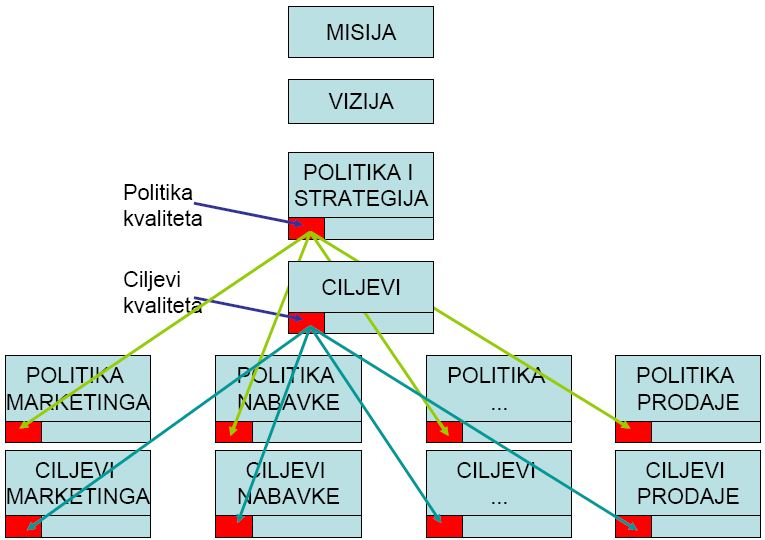 MISIJA
VIZIJA
POLITIKA I
STRATEGIJA
Politika
kvaliteta
Ciljevi
kvaliteta
CILJEVI
POLITIKA
MARKETINGA
POLITIKA
NABAVKE
POLITIKA
...
POLITIKA
PRODAJE
CILJEVI
MARKETINGA
CILJEVI
NABAVKE
CILJEVI
...
CILJEVI
PRODAJE